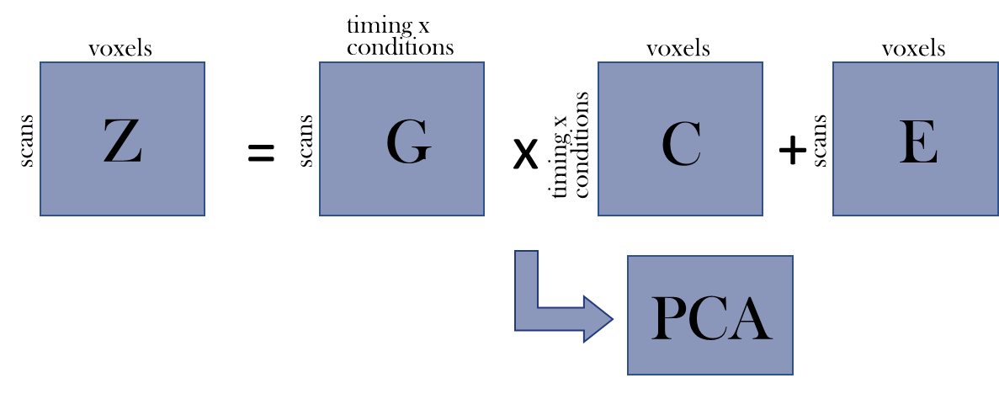 timing x
conditions
voxels
voxels
voxels
scans
Z
=
scans
G
x
timing x
conditions
C
+
scans
E
PCA